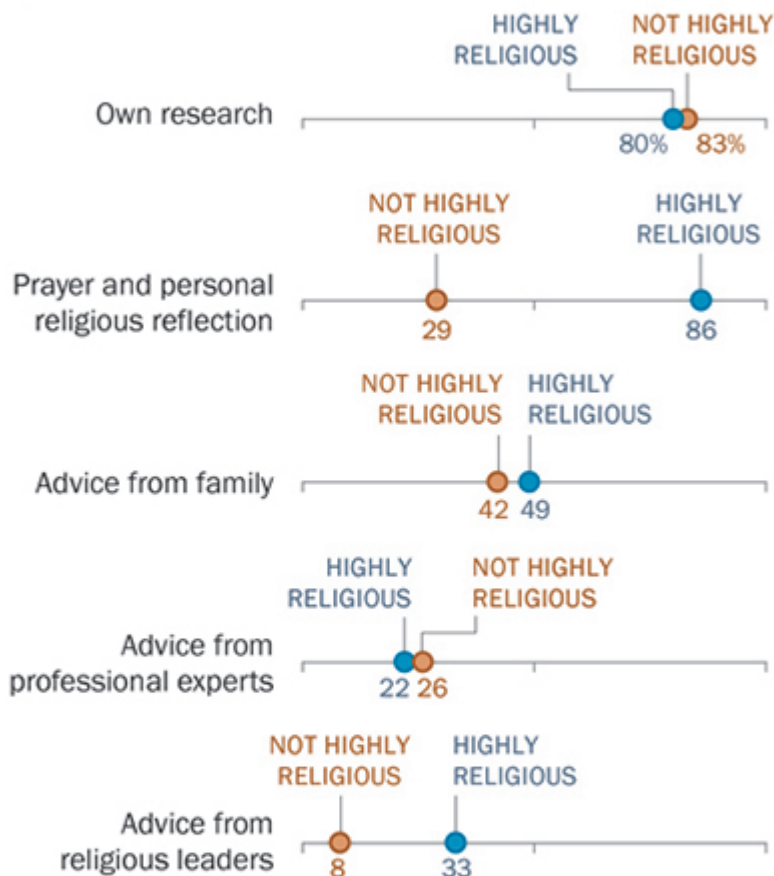 HIGHLY NOT HIGHLY
RELIGIOUS RELIGIOUS
Own research
80% 83%
NOT HIGHLY HIGHLY
RELIGIOUS RELIGIOUS
Prayer and personal
religious reflection
29 86
NOT HIGHLY HIGHLY
RELIGIOUS RELIGIOUS
Advice from family
42 49
HIGHLY NOT HIGHLY
RELIGIOUS RELIGIOUS
Advice from
professional experts
22 26
NOT HIGHLY HIGHLY
RELIGIOUS RELIGIOUS
Advice from
religious leaders
8 33